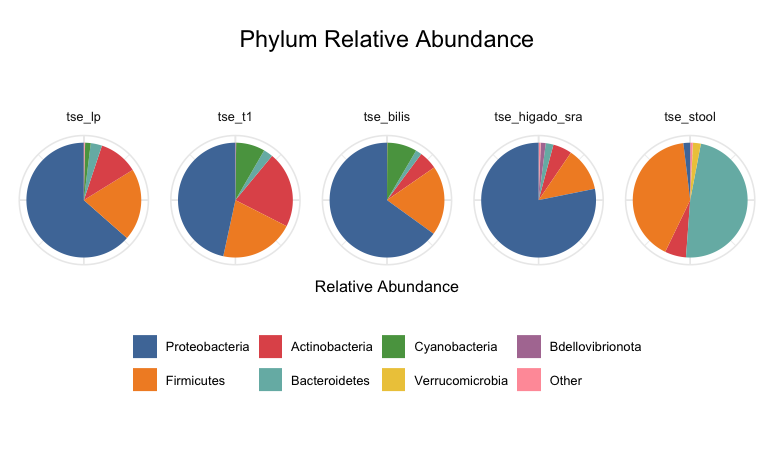 Phylum Relative Abundance
tse_lp tse_t1 tse_bilis tse_higado_sra tse_stool
Relative Abundance
Proteobacteria Actinobacteria Cyanobacteria Bdellovibrionota
Firmicutes Bacteroidetes Verrucomicrobia Other